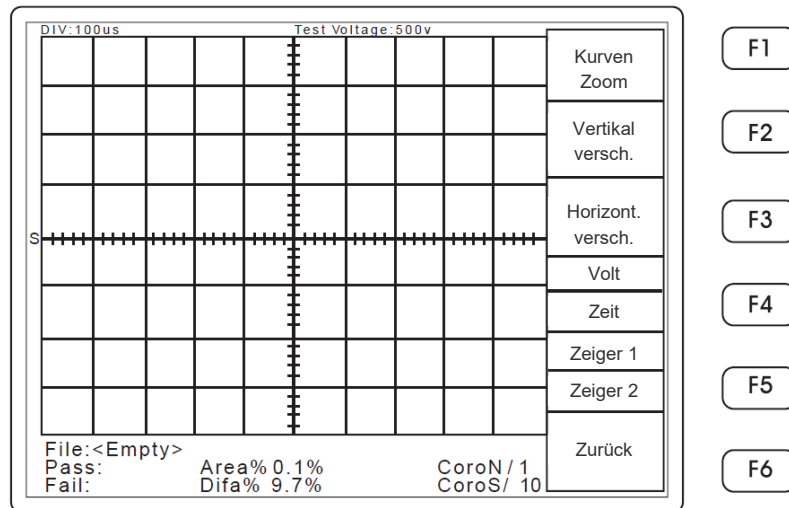 DIV:100us Test Voltage:500v
Kurven
Zoom
F1
Vertikal
versch.
F2
Horizont.
versch.
F3
S
Volt
Zeit
F4
Zeiger 1
Zeiger 2
F5
Zurück
F6
File:<Empty>
Pass: Area% 0.1% CoroN/1
Fail: Difa% 9.7% CoroS/ 10